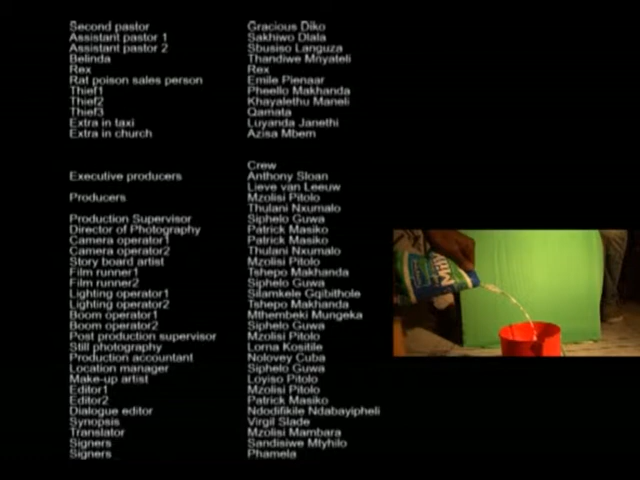 Second pastor Gracious Diko
Assistant pastor 1 Sakhiwo Dlala
Assistant pastor 2 Sbusiso Languza
Belinda Thandiwe Mnyateli
Rex Rex
Rat poison sales person Emile Pienaar
Thief1 Pheello Makhanda
Thief2 Khayalethu Maneli
Thief3 Qamata
Extra in taxi Luyanda Janethi
Extra in church Azisa Mbem
Crew
Executive producers Anthony Sloan
Lieve van Leeuw
Producers Mzolisi Pitolo
Thulani Nxumalo
Production Supervisor Siphelo Guwa
Director of Photography Patrick Masiko
Camera operator1 Patrick Masiko
Camera operator2 Thulani Nxumalo
Story board artist Mzolisi Pitolo
Film runner1 Tshepo Makhanda
Film runner2 Siphelo Guwa
Lighting operator1 Silamkele Gqibithole
Lighting operator2 Tshepo Makhanda
Boom operator1 Mthembeki Mungeka
Boom operator2 Siphelo Guwa
Post production supervisor Mzolisi Pitolo
Still photography Lorna Kositile
Production accountant Nolovey Cuba
Location manager Siphelo Guwa
Make-up artist Loyiso Pitolo
Editor1 Mzolisi Pitolo
Editor2 Patrick Masiko
Dialogue editor Ndodifikile Ndabayipheli
Synopsis Virgil Slade
Translator Mzolisi Mambara
Signers Sandisiwe Mtyhilo
Signers Phamela